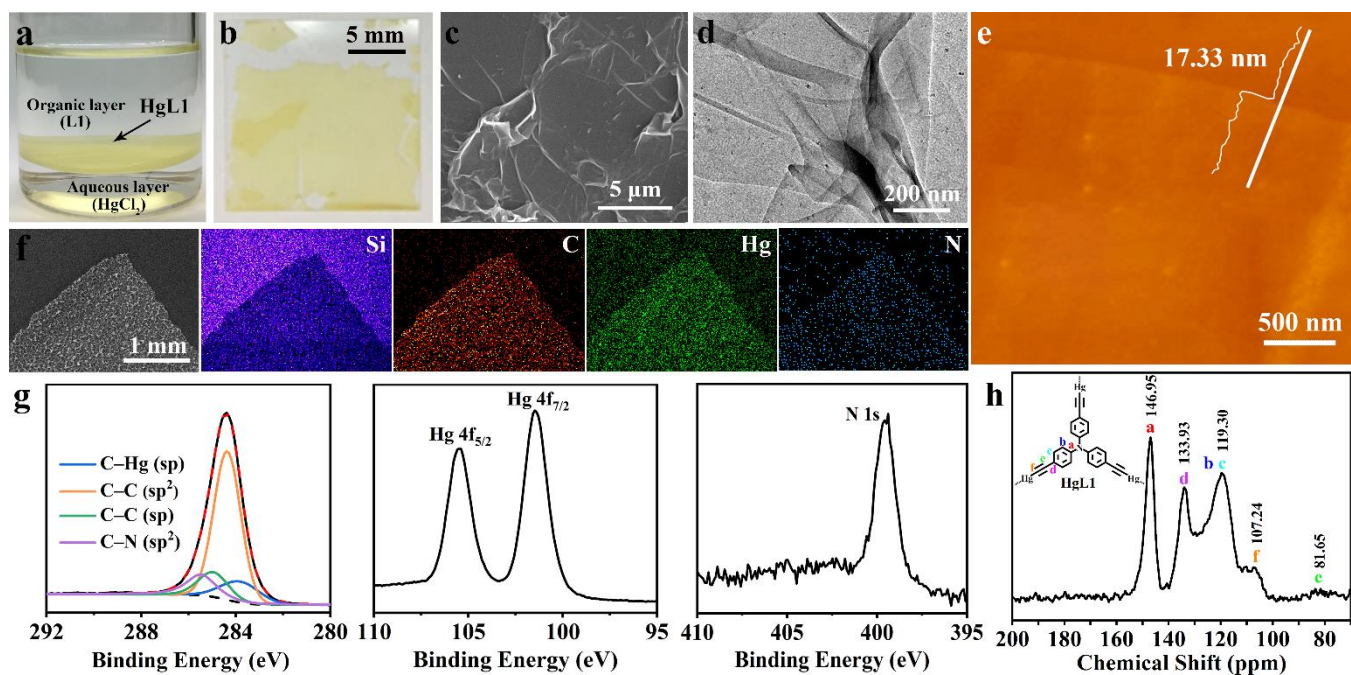 a
Organic layer
(L1)
HgL1
Aqueous layer
(HgCl2)
b
5 mm
c
5 μm
d
200 nm
e
17.33 nm
500 nm
f
1 mm
Si
C
Hg
N
g
C–Hg (sp)
C–C (sp²)
C–C (sp)
C–N (sp²)
292 288 284 280
Binding Energy (eV)
Hg 4f5/2
Hg 4f7/2
110 105 100 95
Binding Energy (eV)
N 1s
410 405 400 395
Binding Energy (eV)
h
Hg
b
c
a
N
e
f
d
Hg
Hg
HgL1
a 146.95
d 133.93
b
c 119.30
f 107.24
e 81.65
200 160 120 80
Chemical Shift (ppm)